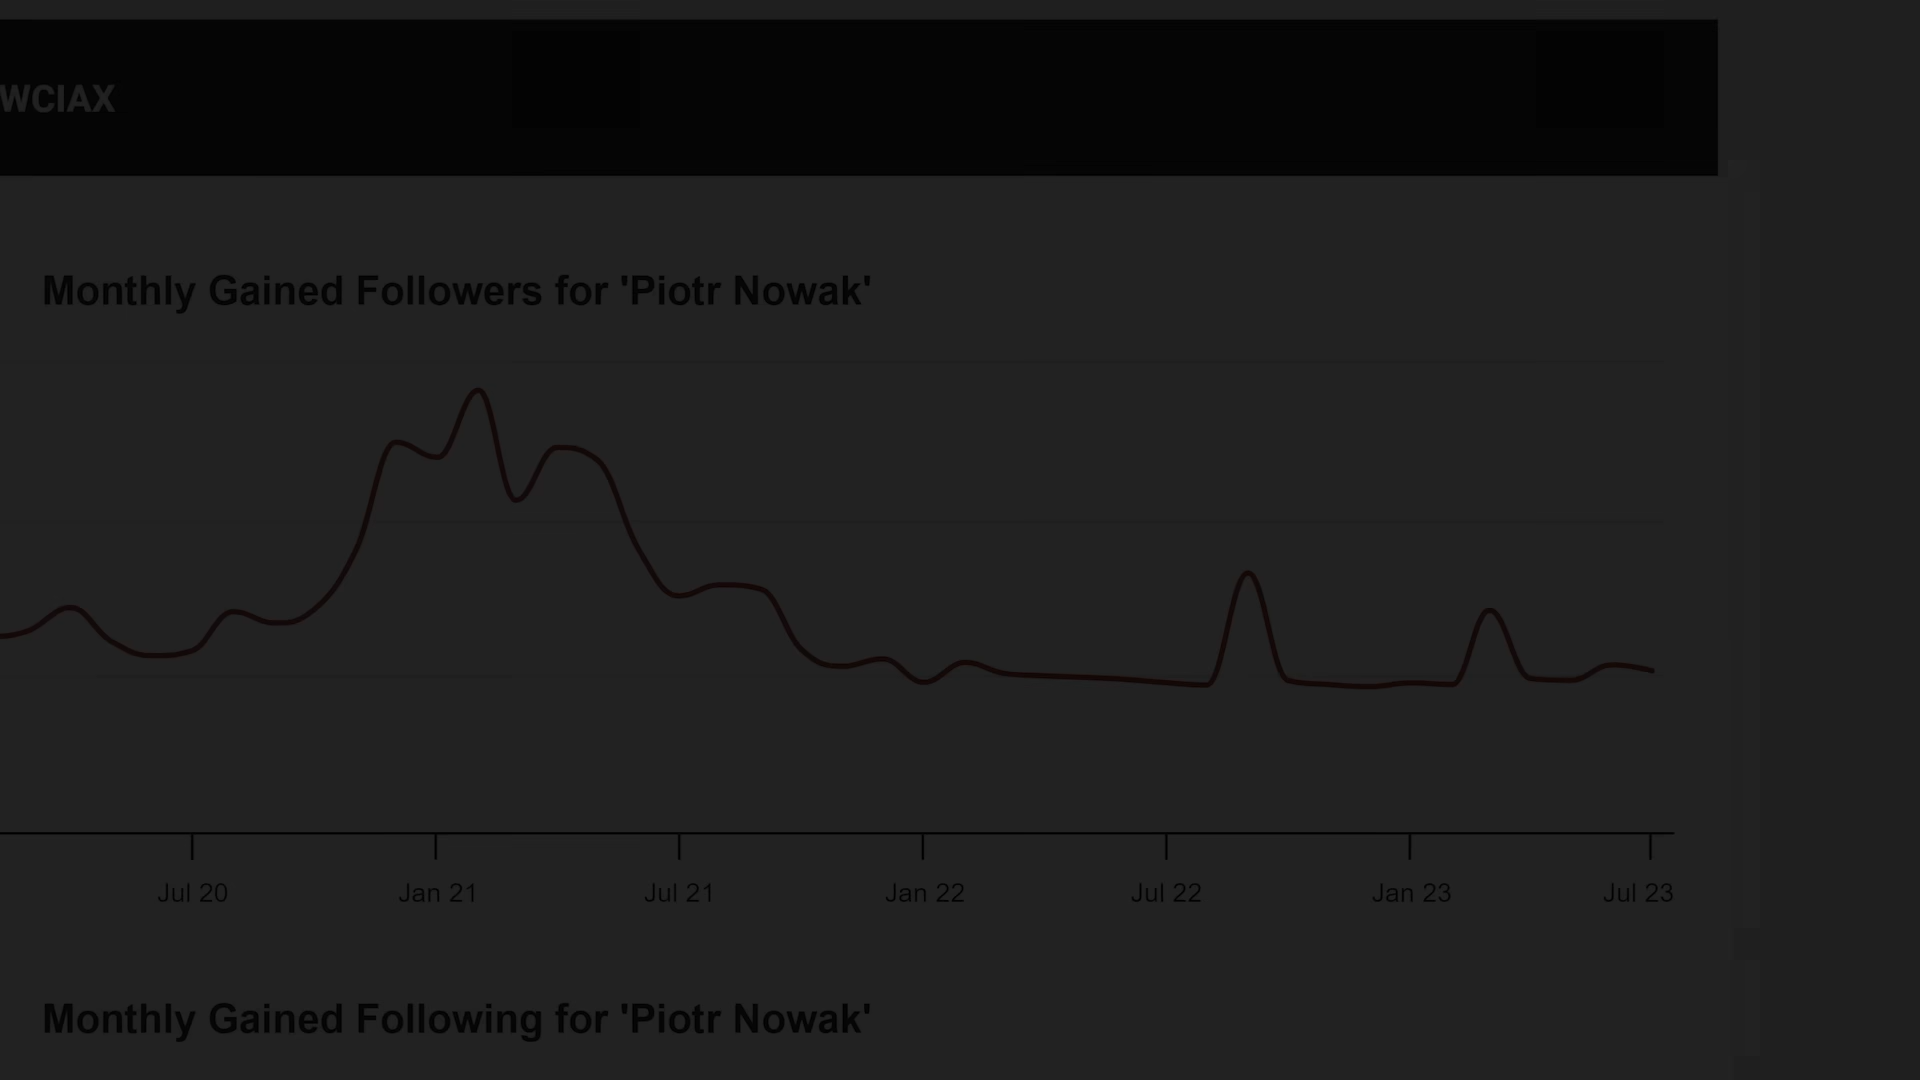 WCIAX
Monthly Gained Followers for 'Piotr Nowak'
Jul 20 Jan 21 Jul 21 Jan 22 Jul 22 Jan 23 Jul 23
Monthly Gained Following for 'Piotr Nowak'